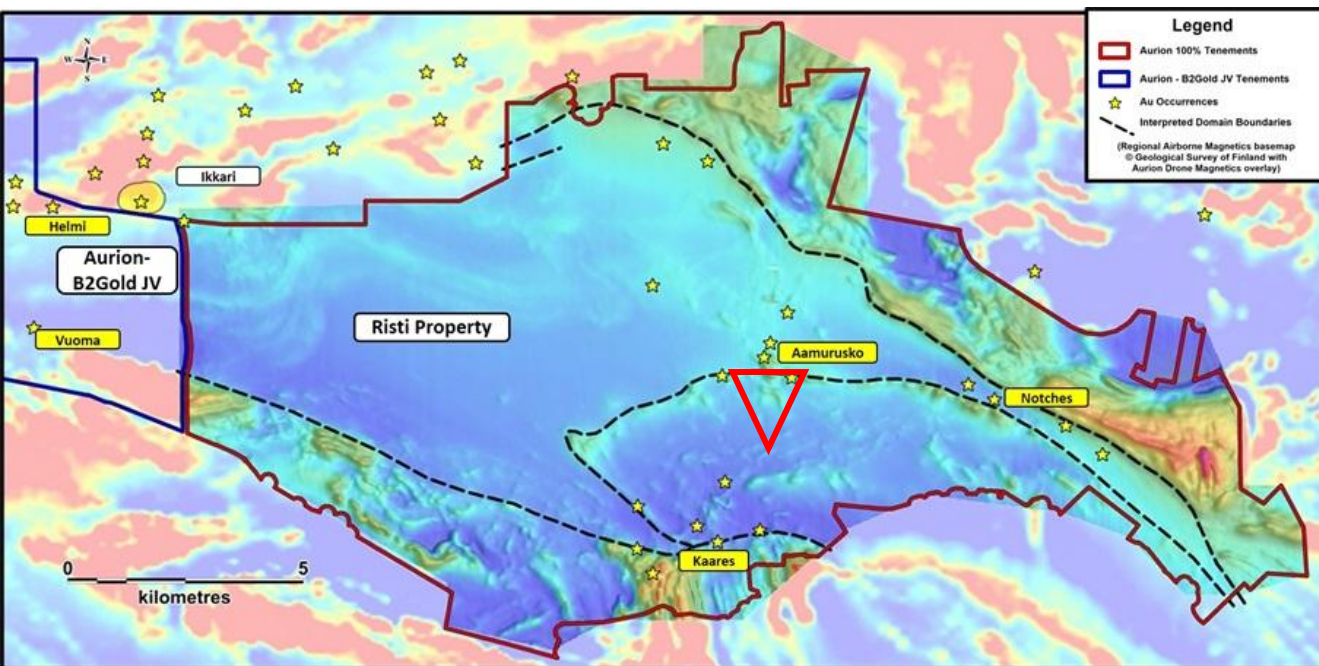 Legend
Aurion 100% Tenements
Aurion - B2Gold JV Tenements
Au Occurrences
Interpreted Domain Boundaries
(Regional Airborne Magnetics basemap
© Geological Survey of Finland with
Aurion Drone Magnetics overlay)
N
W
E
S
Ikkari
Helmi
Aurion-
B2Gold JV
Risti Property
Vuoma
Aamurusko
Notches
Kaares
0
5
kilometres